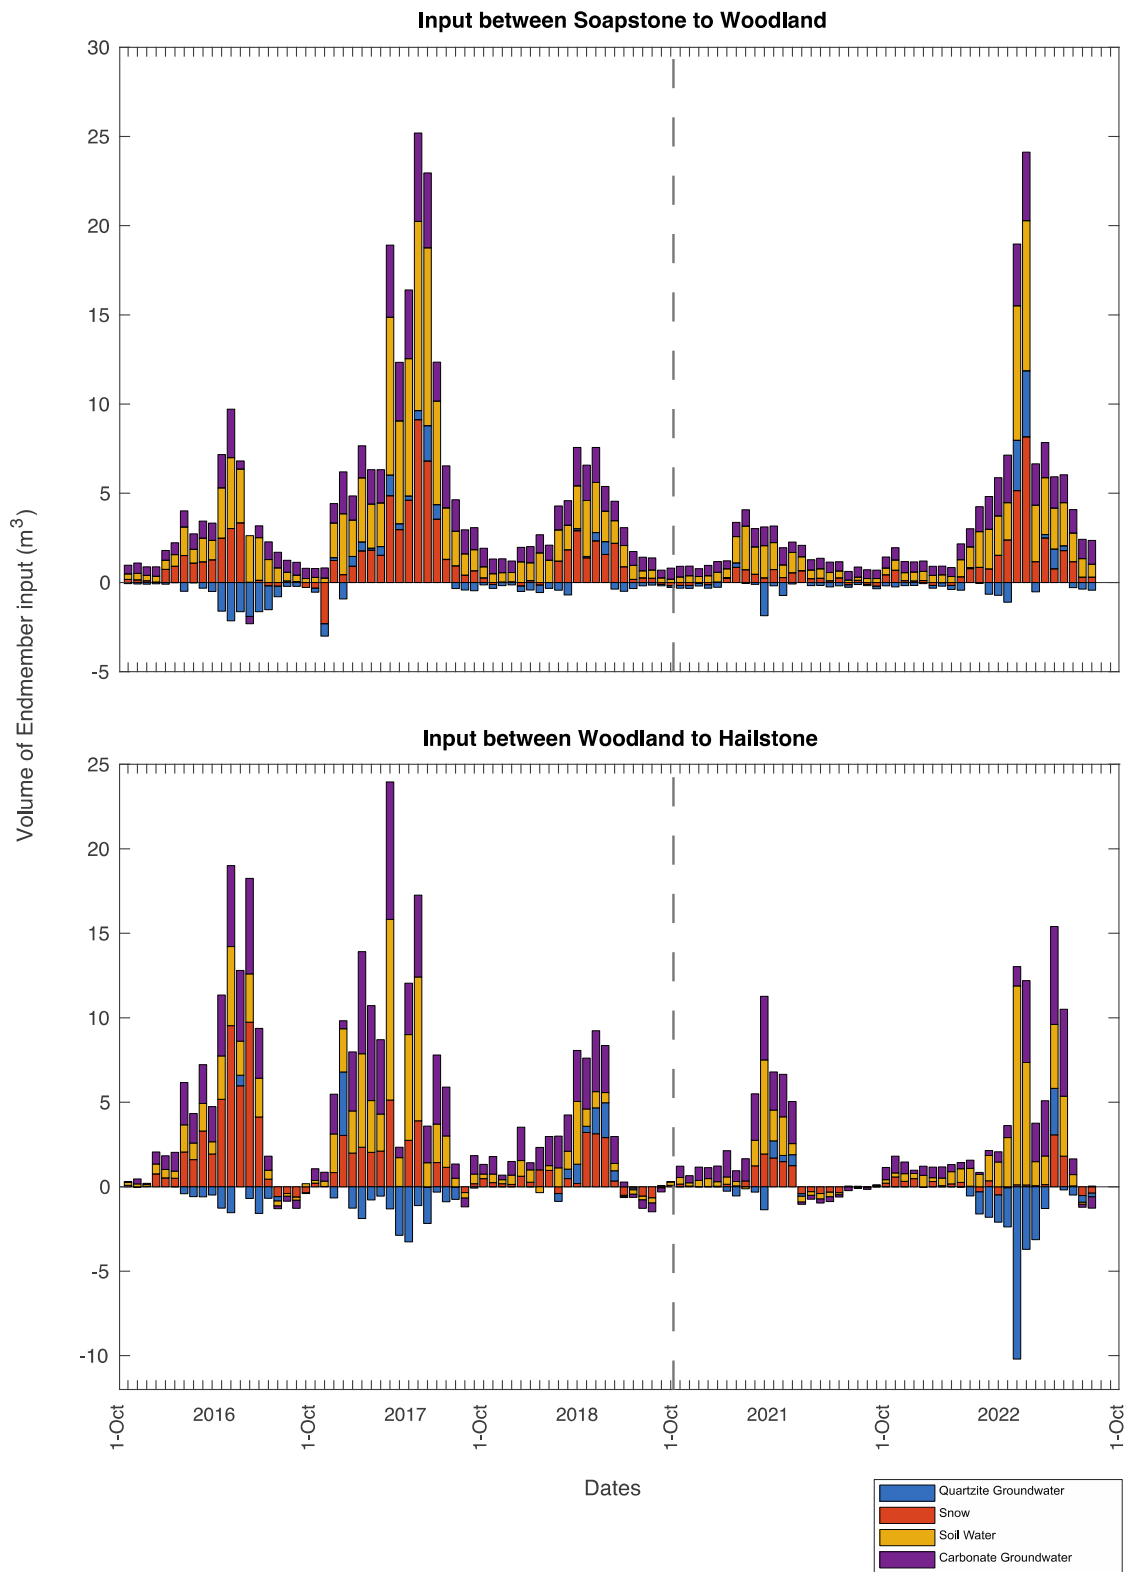 Input between Soapstone to Woodland
30
25
20
15
10
5
0
-5
Volume of Endmember input (m³)
Input between Woodland to Hailstone
25
20
15
10
5
0
-5
-10
1-Oct
2016
1-Oct
2017
1-Oct
2018
1-Oct
2021
1-Oct
2022
1-Oct
Dates
Quartzite Groundwater
Snow
Soil Water
Carbonate Groundwater